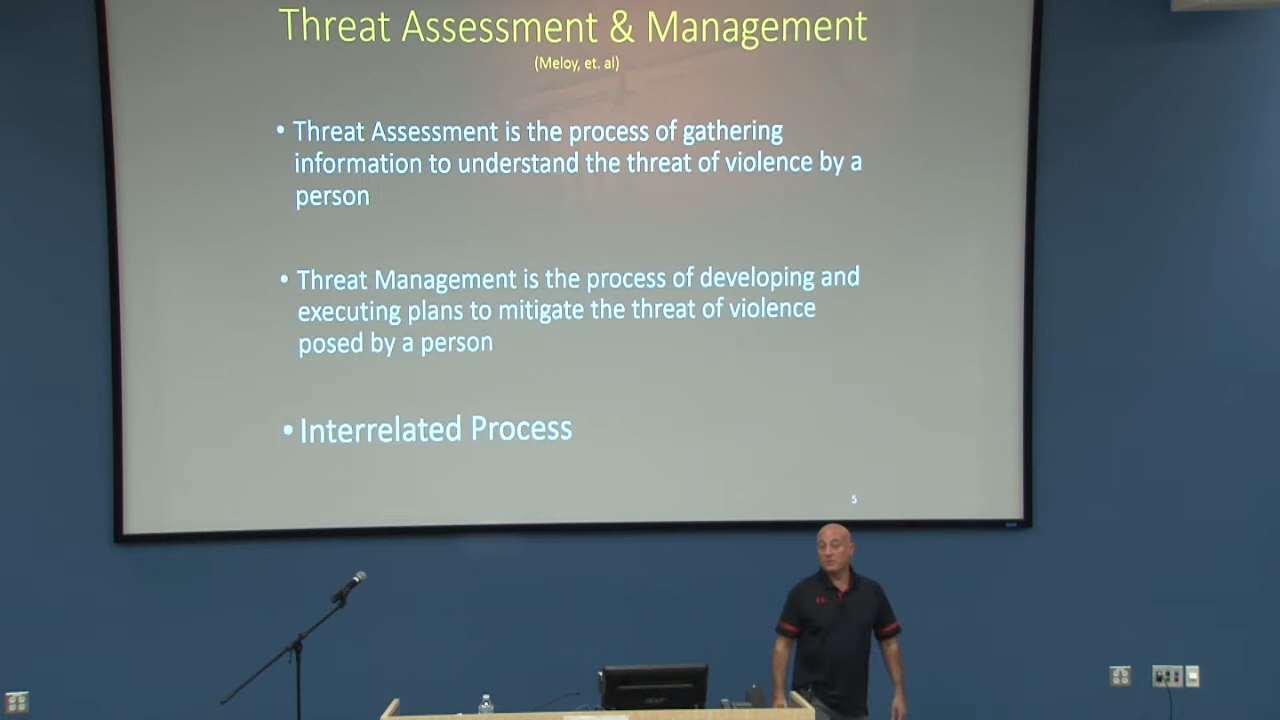 Threat Assessment & Management
(Meloy, et. al)
• Threat Assessment is the process of gathering
information to understand the threat of violence by a
person
• Threat Management is the process of developing and
executing plans to mitigate the threat of violence
posed by a person
• Interrelated Process
5
acer